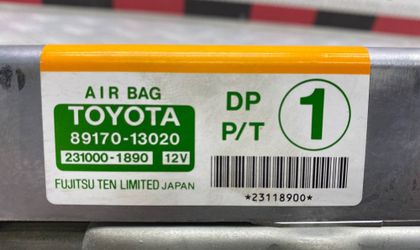 AIR BAG
TOYOTA
89170-13020
231000-1890 12V
FUJITSU TEN LIMITED JAPAN
DP
P/T
1
*23118900*